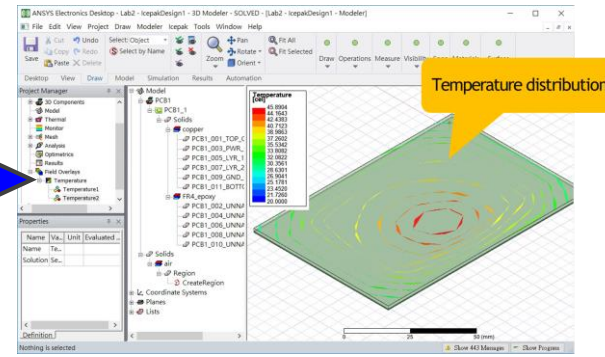 ANSYS Electronics Desktop - Lab2 - IcepakDesign1 - 3D Modeler - SOLVED - [Lab2 - IcepakDesign1 - Modeler]
File Edit View Project Draw Modeler Icepak Tools Window Help
Save
Cut
Copy
Paste
Undo
Redo
Delete
Select: Object
Select by Name
Zoom
Pan
Rotate
Orient
Fit All
Fit Selected
Draw Operations Measure Visibility
Desktop View Draw Model Simulation Results Automation
Temperature distribution
Project Manager
3D Components
Model
Thermal
Monitor
Mesh
Analysis
Optimetrics
Results
Field Overlays
Temperature
Temperature1
Temperature2
Properties
Name Va... Unit Evaluated ...
Name Te...
Solution Se...
Definition
Model
PCB1
PCB1_1
Solids
copper
PCB1_001_TOP_C
PCB1_003_PWR_
PCB1_005_LYR_1
PCB1_007_LYR_2
PCB1_009_GND_
PCB1_011_BOTTC
FR4_epoxy
PCB1_002_UNNA
PCB1_004_UNNA
PCB1_006_UNNA
PCB1_008_UNNA
PCB1_010_UNNA
Solids
air
Region
CreateRegion
Coordinate Systems
Planes
Lists
Temperature
[cel]
45.8904
44.1643
42.4383
40.7123
38.9863
37.2602
35.5342
33.8082
32.0822
30.3561
28.6301
26.9041
25.1781
23.4520
21.7260
20.0000
0 25 50 (mm)
Nothing is selected
Show 443 Messages
Show Progress